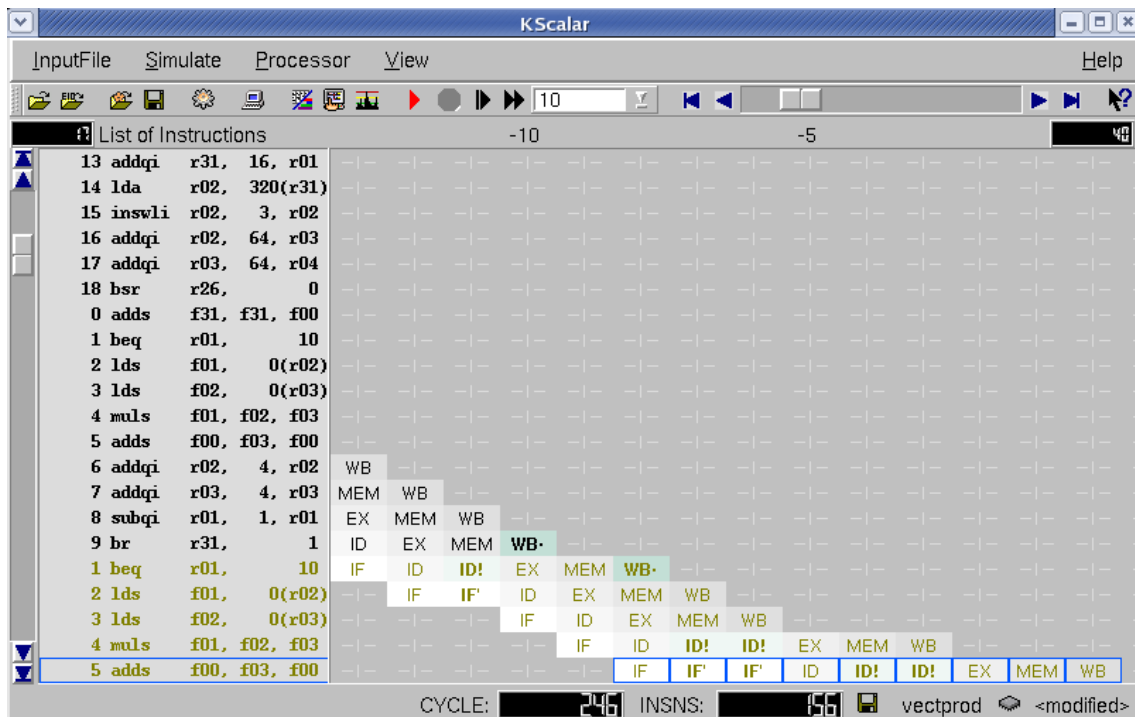 KScalar
InputFile Simulate Processor View Help
10
17 List of Instructions -10 -5 40
13 addqi r31, 16, r01
14 lda r02, 320(r31)
15 inswli r02, 3, r02
16 addqi r02, 64, r03
17 addqi r03, 64, r04
18 bsr r26, 0
0 adds f31, f31, f00
1 beq r01, 10
2 lds f01, 0(r02)
3 lds f02, 0(r03)
4 muls f01, f02, f03
5 adds f00, f03, f00
6 addqi r02, 4, r02 WB
7 addqi r03, 4, r03 MEM WB
8 subqi r01, 1, r01 EX MEM WB
9 br r31, 1 ID EX MEM WB·
1 beq r01, 10 IF ID ID! EX MEM WB·
2 lds f01, 0(r02) IF IF' ID EX MEM WB
3 lds f02, 0(r03) IF ID EX MEM WB
4 muls f01, f02, f03 IF ID ID! ID! EX MEM WB
5 adds f00, f03, f00 IF IF' IF' ID ID! ID! EX MEM WB
CYCLE: 246 INSNS: 156 vectprod <modified>